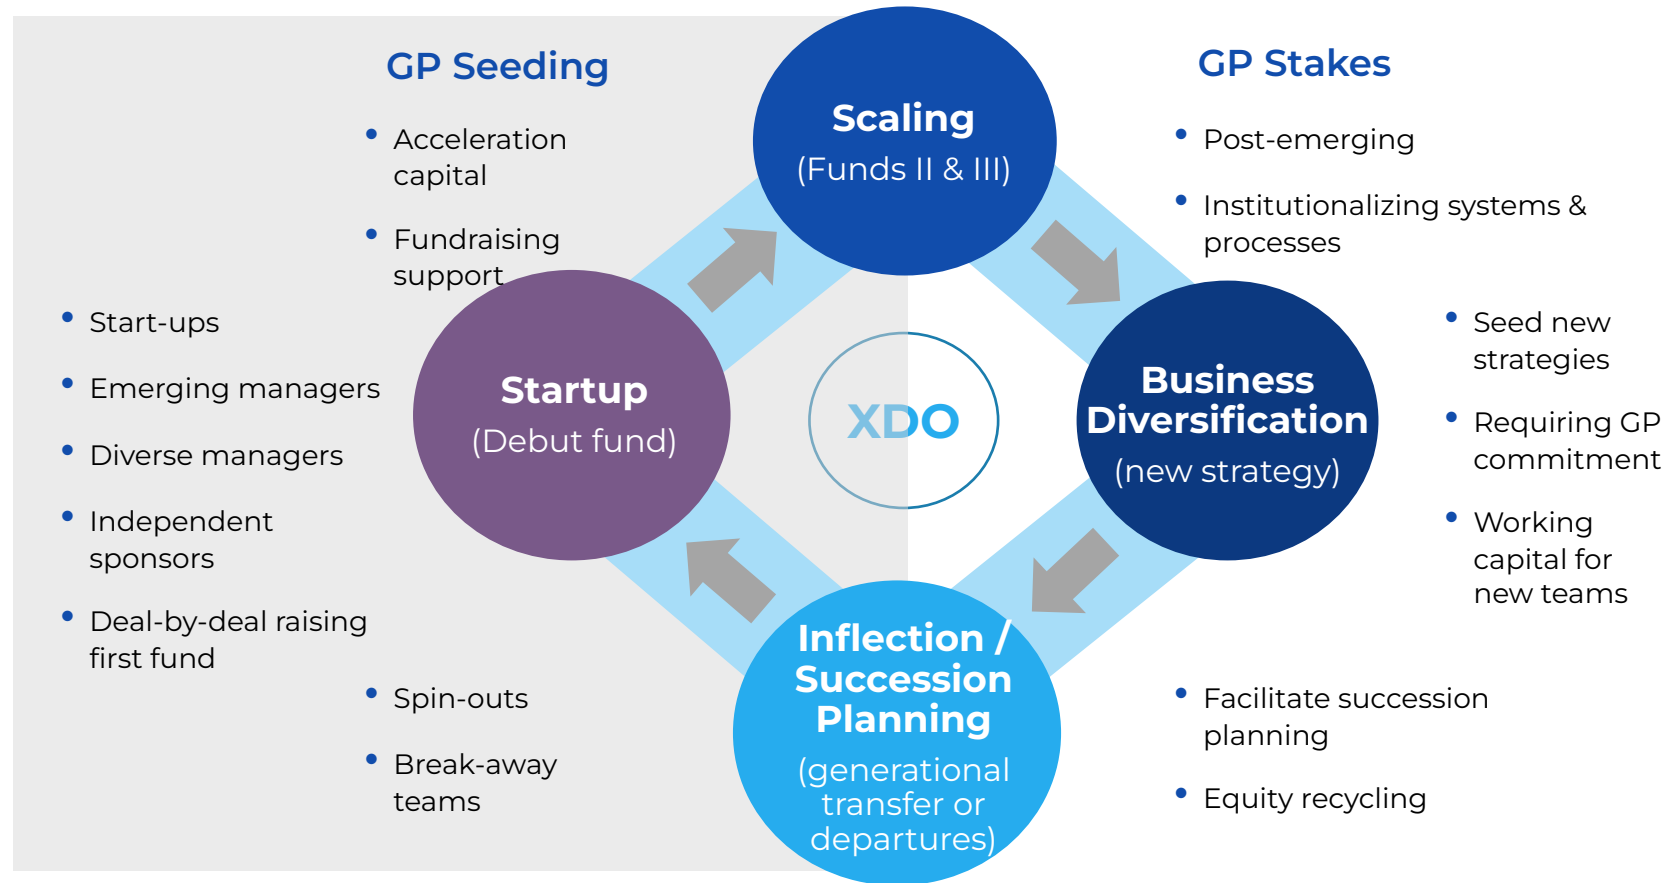 GP Seeding
Acceleration
capital
Fundraising
support
Start-ups
Emerging managers
Diverse managers
Independent
sponsors
Deal-by-deal raising
first fund
Spin-outs
Break-away
teams
Scaling
(Funds II & III)
Startup
(Debut fund)
XDO
Business
Diversification
(new strategy)
Inflection /
Succession
Planning
(generational
transfer or
departures)
GP Stakes
Post-emerging
Institutionalizing systems &
processes
Seed new
strategies
Requiring GP
commitment
Working
capital for
new teams
Facilitate succession
planning
Equity recycling